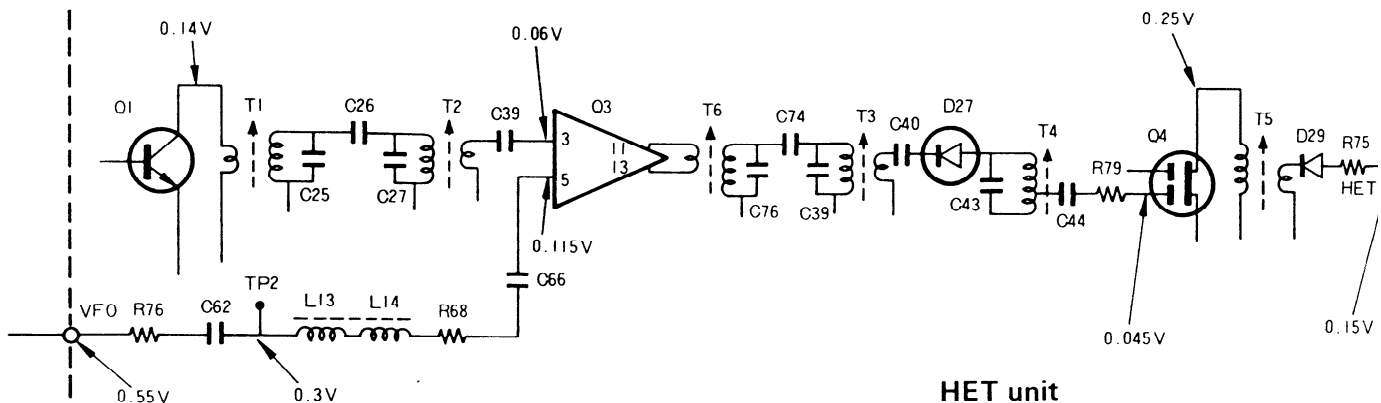 0.14V
0.06V
0.25V
Q1
T1
C26
T2
C39
Q3
T6
C74
T3
C40
D27
T4
Q4
T5
D29
R75
3
11
13
5
R79
HET
C25
C27
C76
C39
C43
C44
0.115V
C66
TP2
VFO
R76
C62
L13
L14
R68
0.045V
0.15V
0.55V
0.3V
HET unit